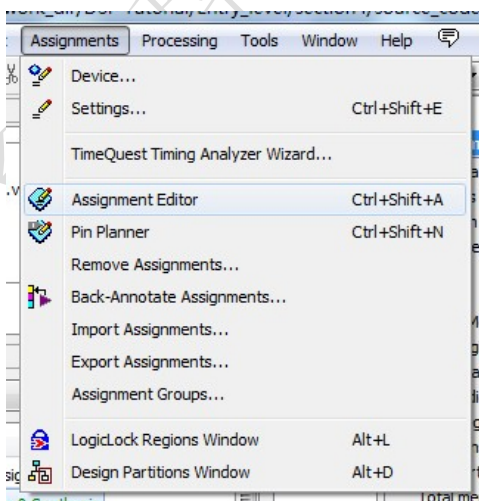 Assignments Processing Tools Window Help
Device...
Settings... Ctrl+Shift+E
TimeQuest Timing Analyzer Wizard...
Assignment Editor Ctrl+Shift+A
Pin Planner Ctrl+Shift+N
Remove Assignments...
Back-Annotate Assignments...
Import Assignments...
Export Assignments...
Assignment Groups...
LogicLock Regions Window Alt+L
Design Partitions Window Alt+D